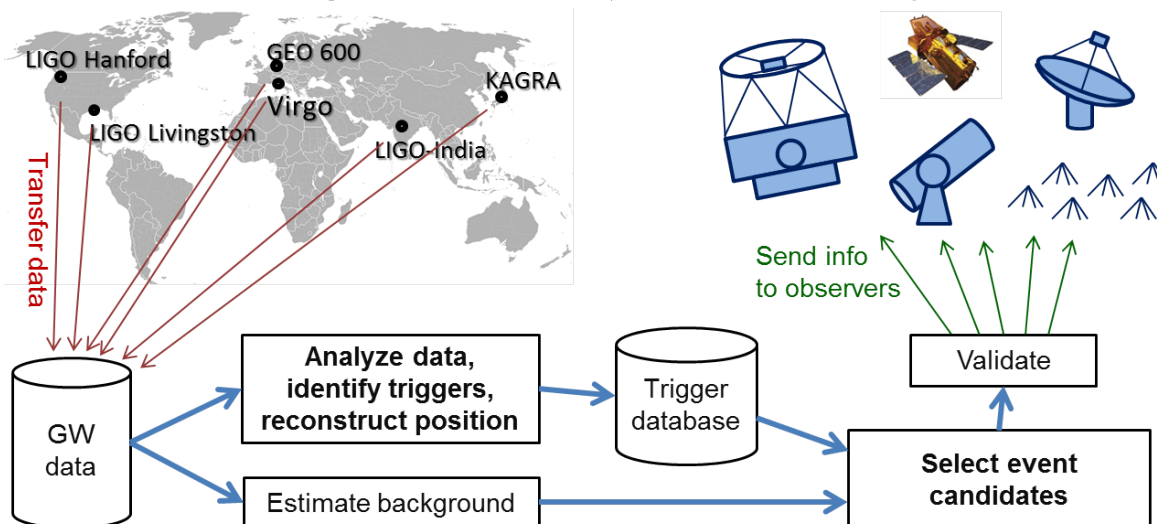 LIGO Hanford
GEO 600
KAGRA
Virgo
LIGO Livingston
LIGO-India
Transfer data
Send info
to observers
Analyze data,
identify triggers,
reconstruct position
Trigger
database
Validate
GW
data
Estimate background
Select event
candidates